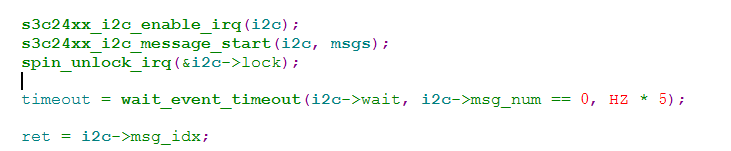 s3c24xx_i2c_enable_irq(i2c);
s3c24xx_i2c_message_start(i2c, msgs);
spin_unlock_irq(&i2c->lock);
timeout = wait_event_timeout(i2c->wait, i2c->msg_num == 0, HZ * 5);
ret = i2c->msg_idx;